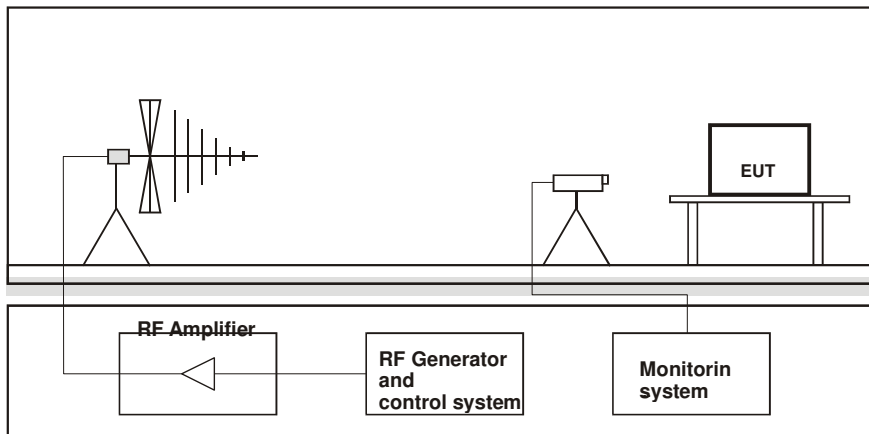 EUT
RF Amplifier
RF Generator
and
control system
Monitorin
system